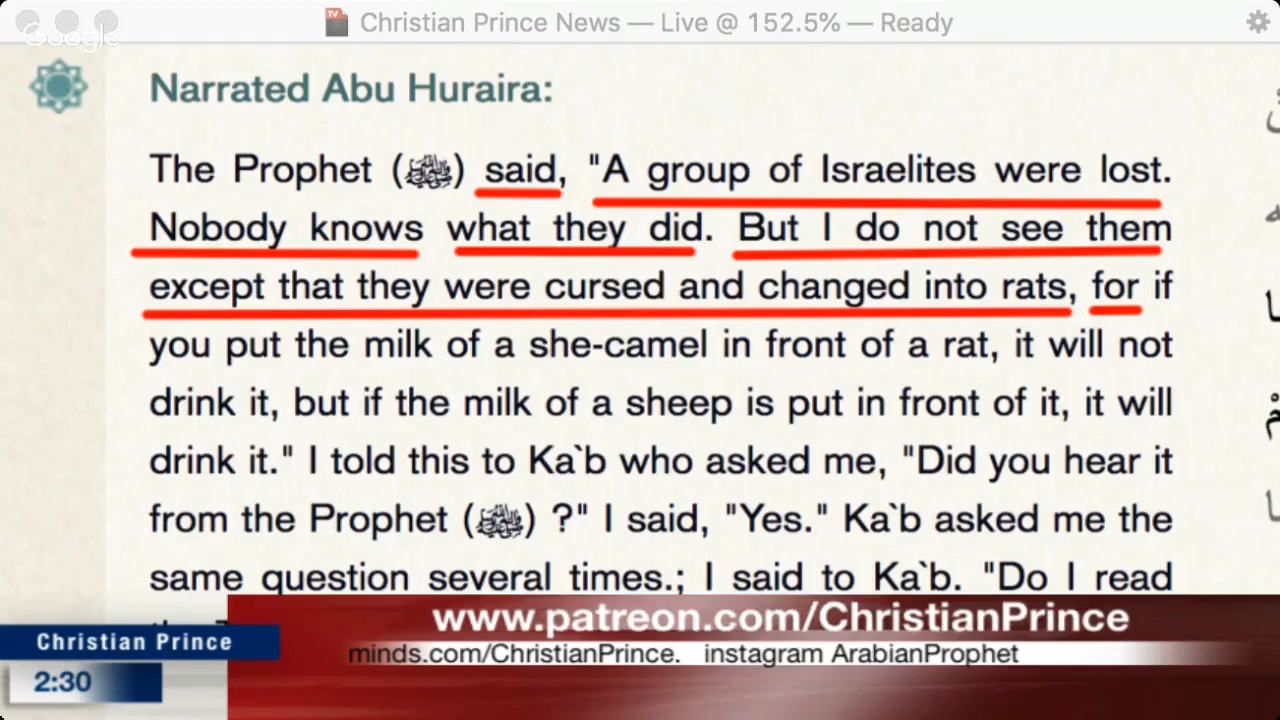 Christian Prince News — Live @ 152.5% — Ready
Google
Narrated Abu Huraira:
The Prophet (ﷺ) said, "A group of Israelites were lost.
Nobody knows what they did. But I do not see them
except that they were cursed and changed into rats, for if
you put the milk of a she-camel in front of a rat, it will not
drink it, but if the milk of a sheep is put in front of it, it will
drink it." I told this to Ka`b who asked me, "Did you hear it
from the Prophet (ﷺ) ?" I said, "Yes." Ka`b asked me the
same question several times.; I said to Ka`b. "Do I read
www.patreon.com/ChristianPrince
Christian Prince
minds.com/ChristianPrince. instagram ArabianProphet
2:30